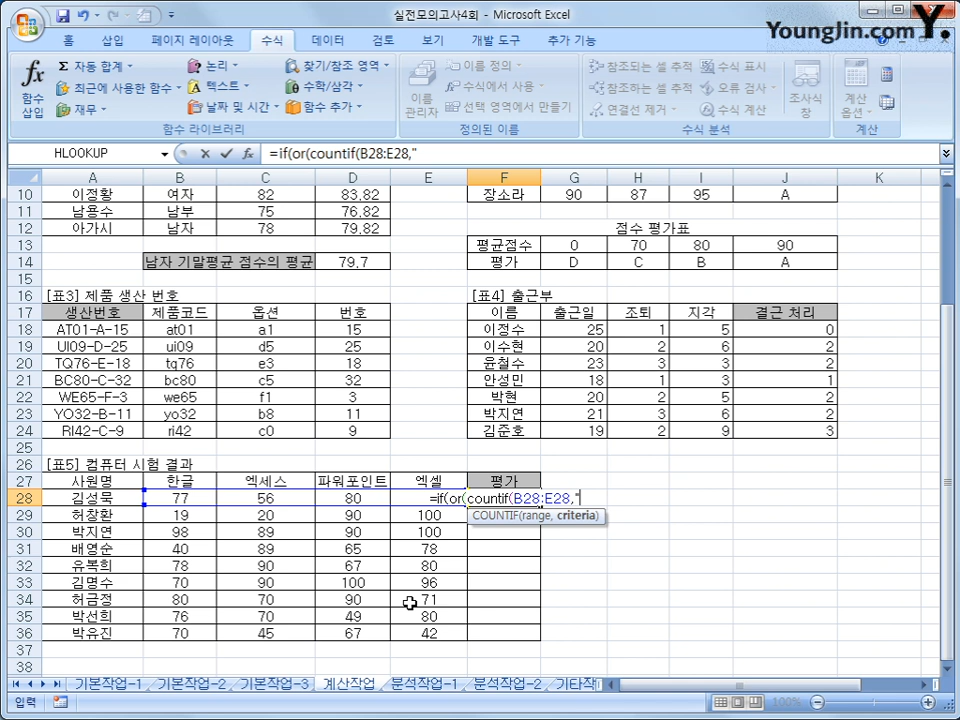 실전모의고사4회 - Microsoft Excel
YoungJin.com Y.
홈 삽입 페이지 레이아웃 수식 데이터 검토 보기 개발 도구 추가 기능
fx 함수 삽입
Σ 자동 합계
최근에 사용한 함수
재무
논리
텍스트
날짜 및 시간
찾기/참조 영역
수학/삼각
함수 추가
함수 라이브러리
이름 관리자
이름 정의
수식에서 사용
선택 영역에서 만들기
정의된 이름
참조되는 셀 추적
참조하는 셀 추적
연결선 제거
수식 표시
오류 검사
수식 계산
수식 분석
조사식 창
계산 옵션
계산
HLOOKUP fx =if(or(countif(B28:E28,"
A B C D E F G H I J K
10 이정황 여자 82 83.82 장소라 90 87 95 A
11 남용수 남부 75 76.82
12 아가시 남자 78 79.82 점수 평가표
13 평균점수 0 70 80 90
14 남자 기말평균 점수의 평균 79.7 평가 D C B A
15
16 [표3] 제품 생산 번호 [표4] 출근부
17 생산번호 제품코드 옵션 번호 이름 출근일 조퇴 지각 결근 처리
18 AT01-A-15 at01 a1 15 이정수 25 1 5 0
19 UI09-D-25 ui09 d5 25 이수현 20 2 6 2
20 TQ76-E-18 tq76 e3 18 윤철수 23 3 3 2
21 BC80-C-32 bc80 c5 32 안성민 18 1 3 1
22 WE65-F-3 we65 f1 3 박현 20 2 5 2
23 YO32-B-11 yo32 b8 11 박지연 21 3 6 2
24 RI42-C-9 ri42 c0 9 김준호 19 2 9 3
25
26 [표5] 컴퓨터 시험 결과
27 사원명 한글 엑세스 파워포인트 엑셀 평가
28 김성묵 77 56 80 =if(or(countif(B28:E28,"
29 허창환 19 20 90 100 COUNTIF(range, criteria)
30 박지연 98 89 90 100
31 배영순 40 89 65 78
32 유복희 78 90 67 80
33 김명수 70 90 100 96
34 허금정 80 70 90 71
35 박선희 76 70 49 80
36 박유진 70 45 67 42
37
38
기본작업-1 기본작업-2 기본작업-3 계산작업 분석작업-1 분석작업-2 기타작
입력 100%